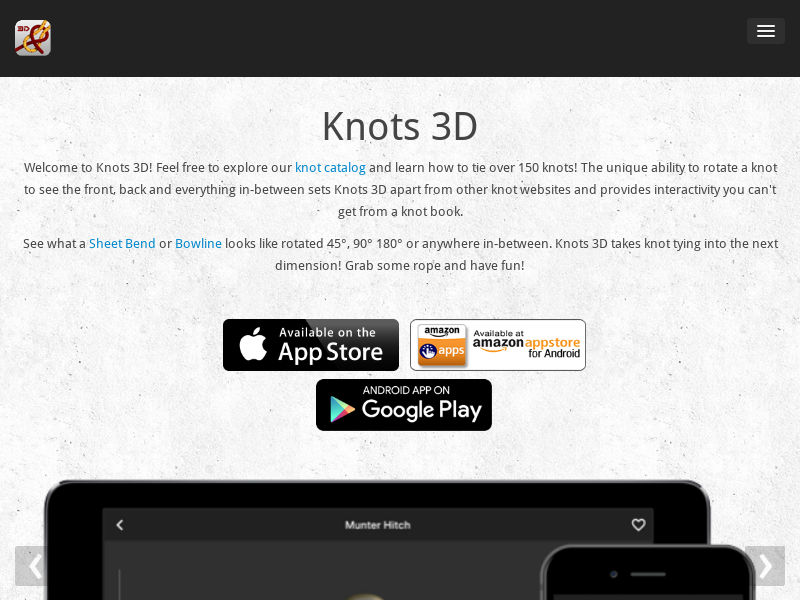 3D
Knots 3D
Welcome to Knots 3D! Feel free to explore our knot catalog and learn how to tie over 150 knots! The unique ability to rotate a knot
to see the front, back and everything in-between sets Knots 3D apart from other knot websites and provides interactivity you can't
get from a knot book.
See what a Sheet Bend or Bowline looks like rotated 45°, 90° 180° or anywhere in-between. Knots 3D takes knot tying into the next
dimension! Grab some rope and have fun!
Available on the
App Store
amazon
apps
Available at
amazon appstore
for Android
ANDROID APP ON
Google Play
Munter Hitch